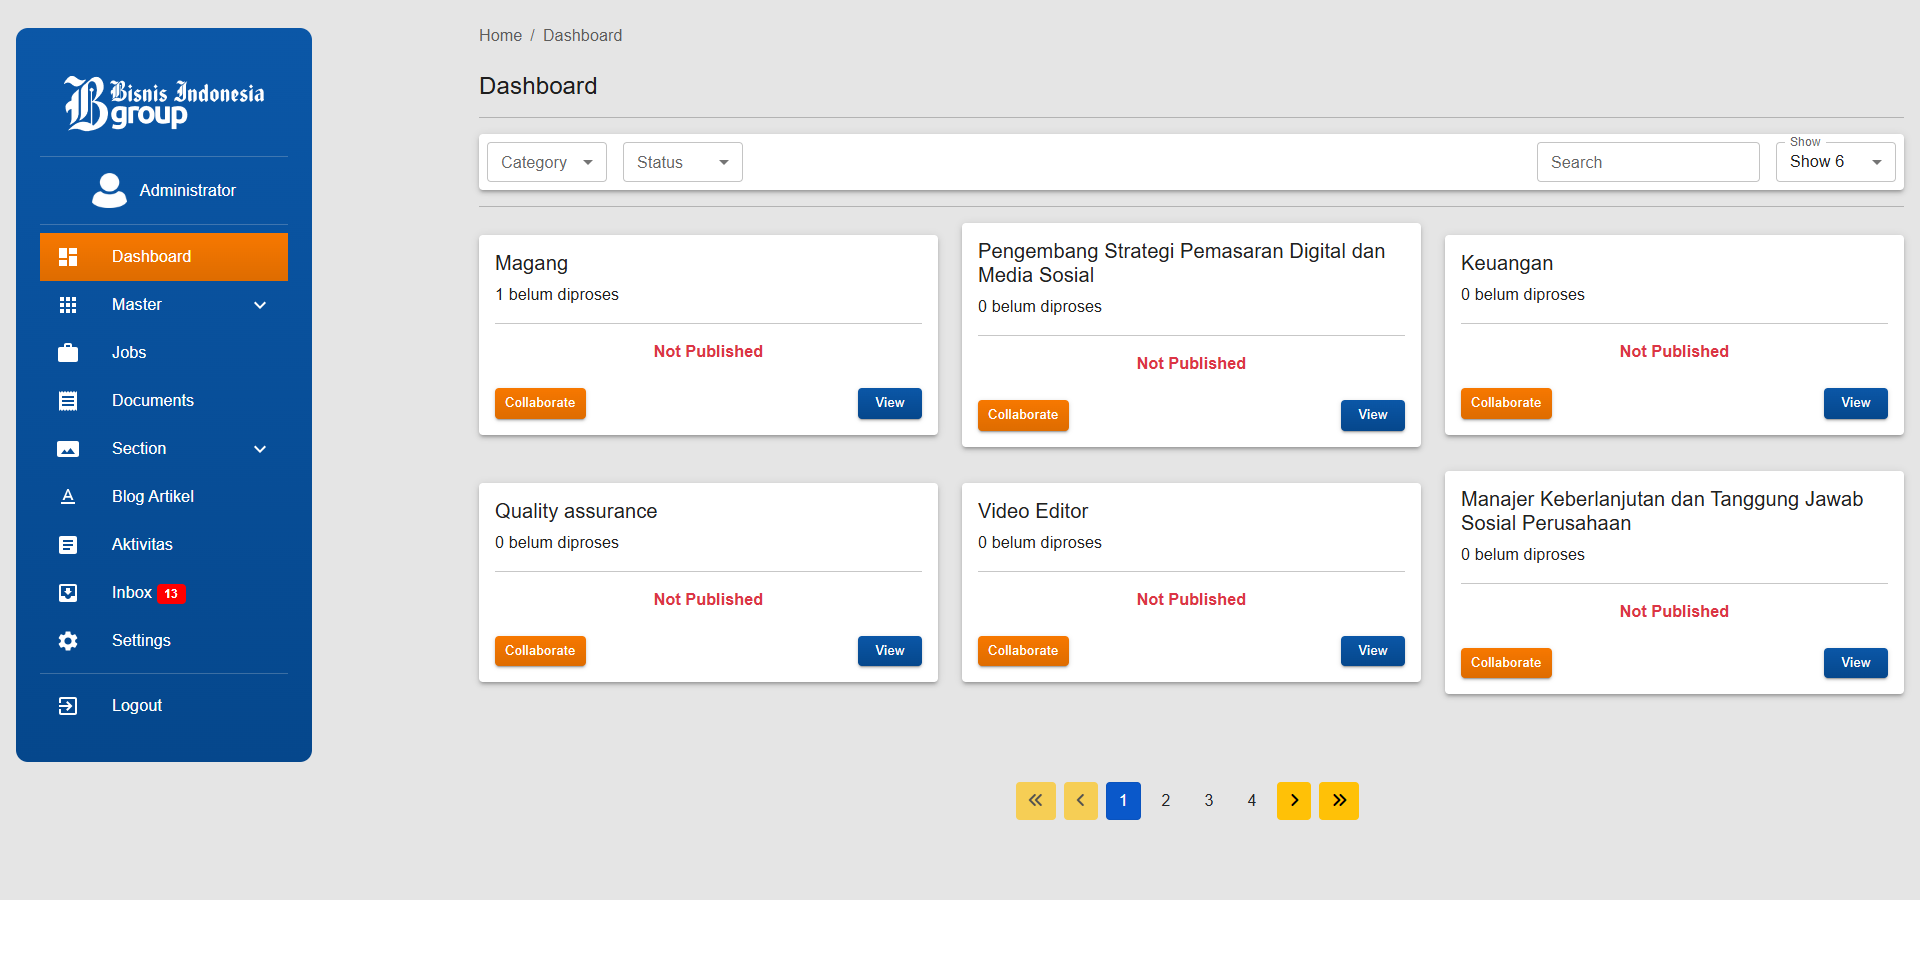 Bisnis Indonesia
group
Administrator
Dashboard
Master
Jobs
Documents
Section
Blog Artikel
Aktivitas
Inbox 13
Settings
Logout
Home / Dashboard
Dashboard
Category
Status
Search
Show
Show 6
Magang
1 belum diproses
Not Published
Collaborate
View
Pengembang Strategi Pemasaran Digital dan
Media Sosial
0 belum diproses
Not Published
Collaborate
View
Keuangan
0 belum diproses
Not Published
Collaborate
View
Quality assurance
0 belum diproses
Not Published
Collaborate
View
Video Editor
0 belum diproses
Not Published
Collaborate
View
Manajer Keberlanjutan dan Tanggung Jawab
Sosial Perusahaan
0 belum diproses
Not Published
Collaborate
View
1 2 3 4